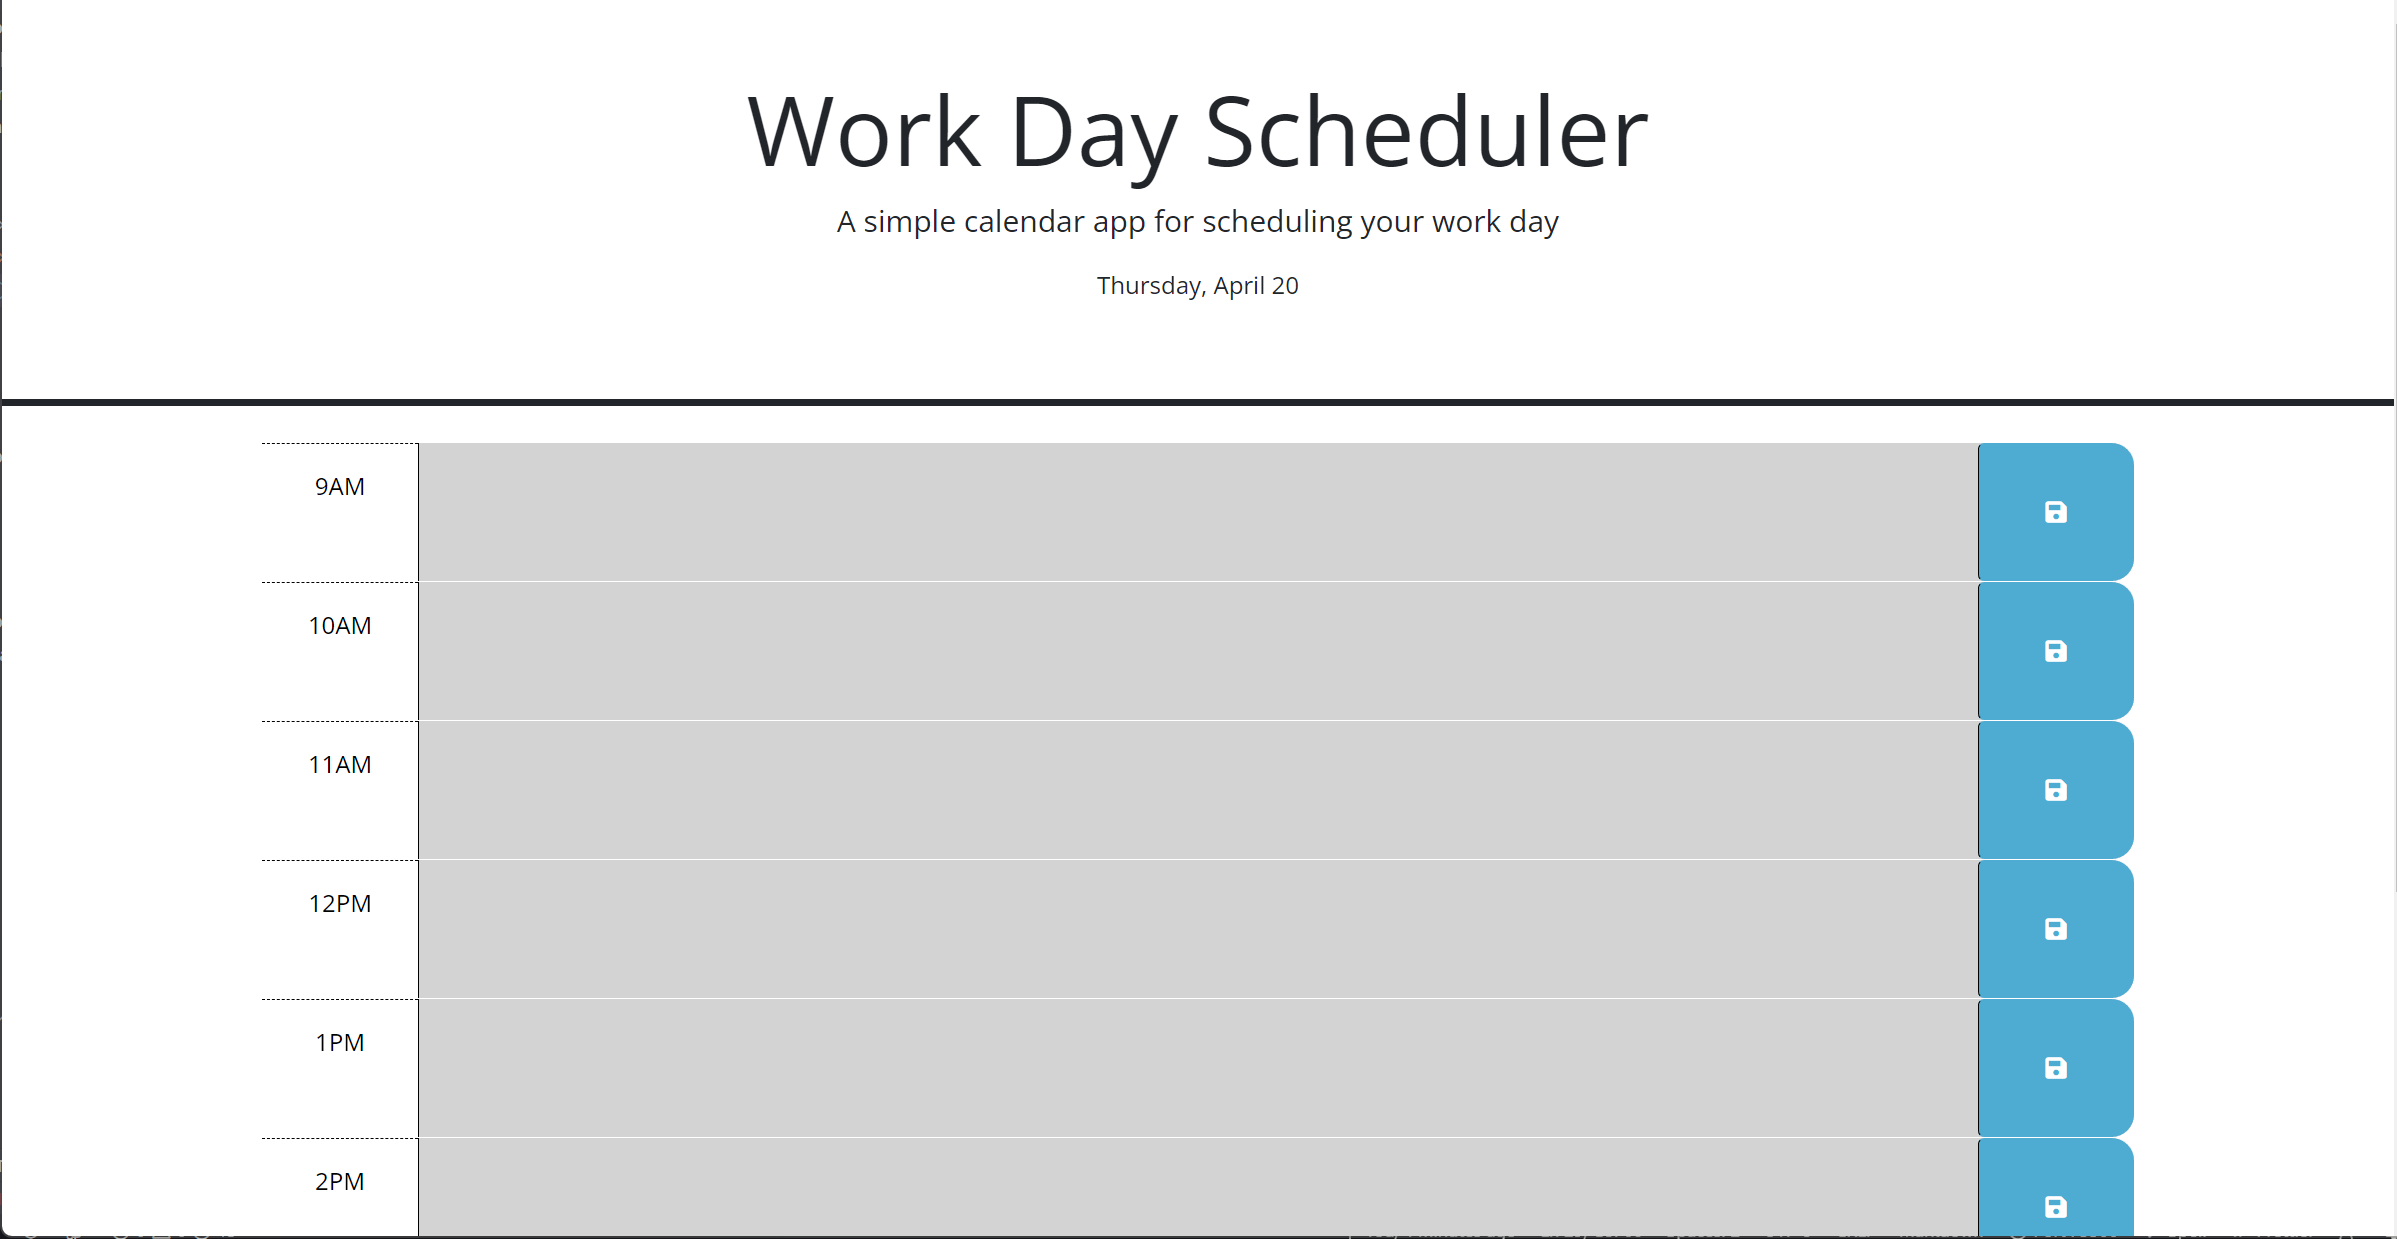 Work Day Scheduler
A simple calendar app for scheduling your work day
Thursday, April 20
9AM
10AM
11AM
12PM
1PM
2PM